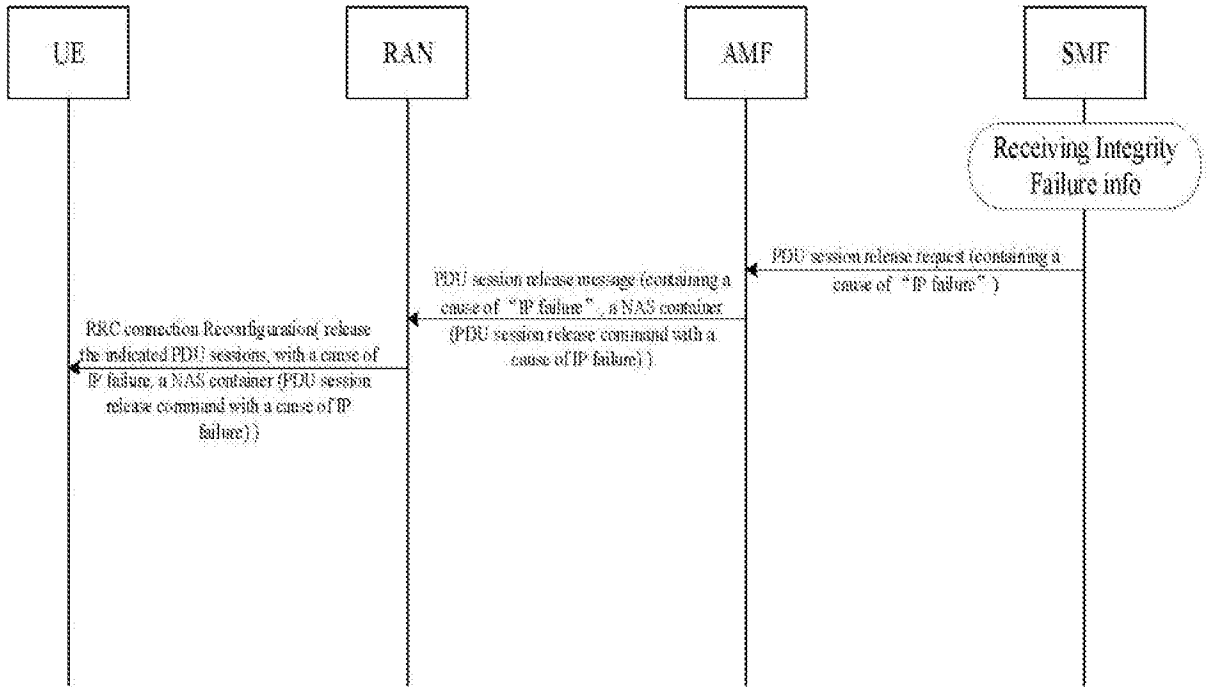 UE
RAN
AMF
SMF
Receiving Integrity
Failure info
PDU session release request (containing a
cause of “IP failure” )
PDU session release message (containing a
cause of “IP failure” , a NAS container
(PDU session release command with a
cause of IP failure) )
RRC connection Reconfiguration( release
the indicated PDU sessions, with a cause of
IP failure, a NAS container (PDU session
release command with a cause of IP
failure) )